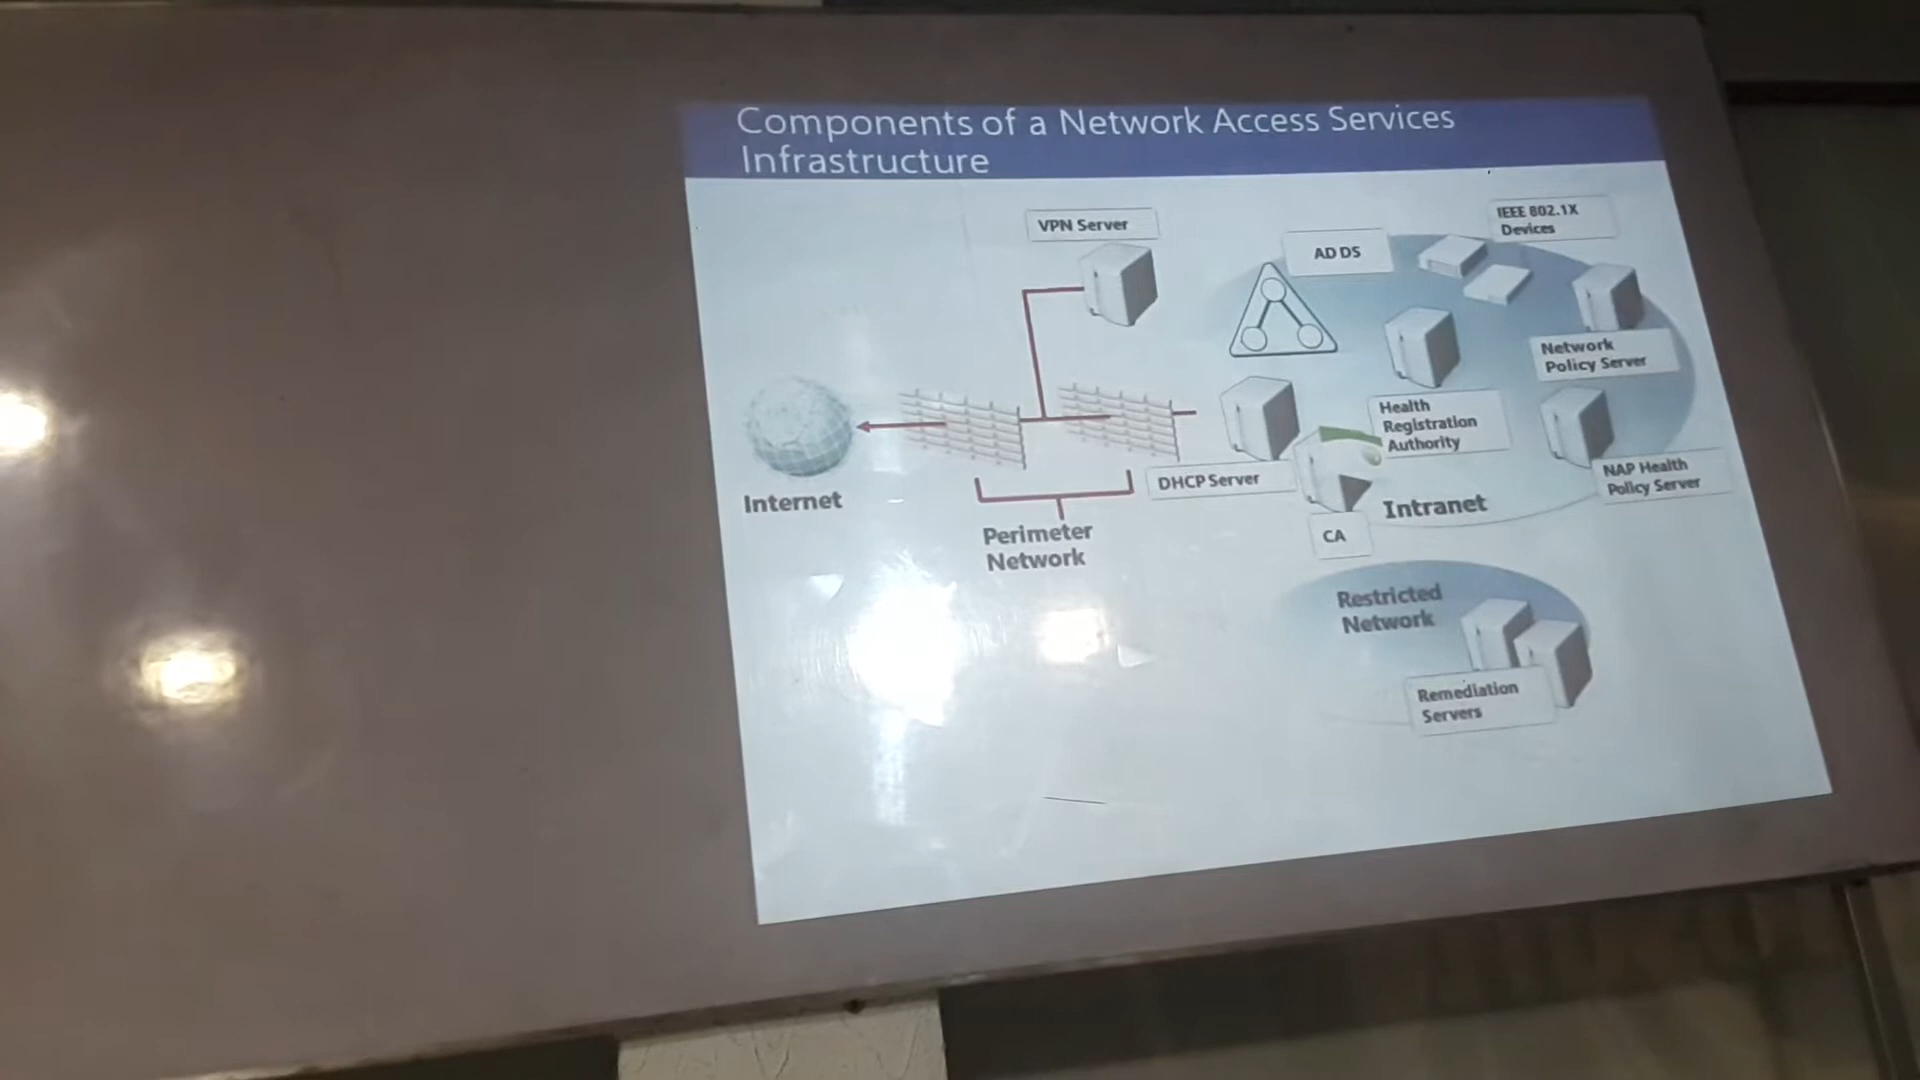 Components of a Network Access Services
Infrastructure
VPN Server
IEEE 802.1X
Devices
AD DS
Network
Policy Server
Health
Registration
Authority
NAP Health
Policy Server
DHCP Server
Internet
Intranet
Perimeter
Network
CA
Restricted
Network
Remediation
Servers